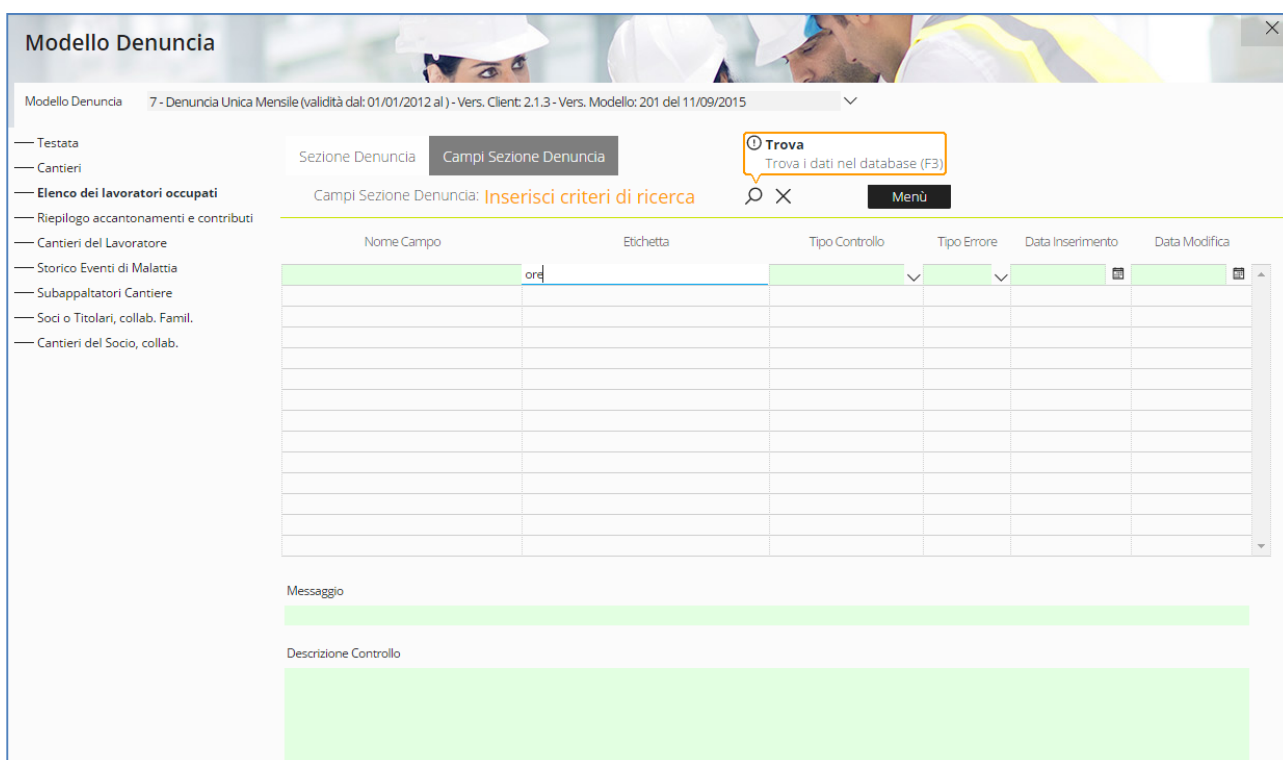 Modello Denuncia
Modello Denuncia 7 - Denuncia Unica Mensile (validità dal: 01/01/2012 al ) - Vers. Client: 2.1.3 - Vers. Modello: 201 del 11/09/2015
Testata
Cantieri
Elenco dei lavoratori occupati
Riepilogo accantonamenti e contributi
Cantieri del Lavoratore
Storico Eventi di Malattia
Subappaltatori Cantiere
Soci o Titolari, collab. Famil.
Cantieri del Socio, collab.
Sezione Denuncia Campi Sezione Denuncia
Trova
Trova i dati nel database (F3)
Campi Sezione Denuncia: Inserisci criteri di ricerca
Menù
Nome Campo Etichetta Tipo Controllo Tipo Errore Data Inserimento Data Modifica
ore
Messaggio
Descrizione Controllo